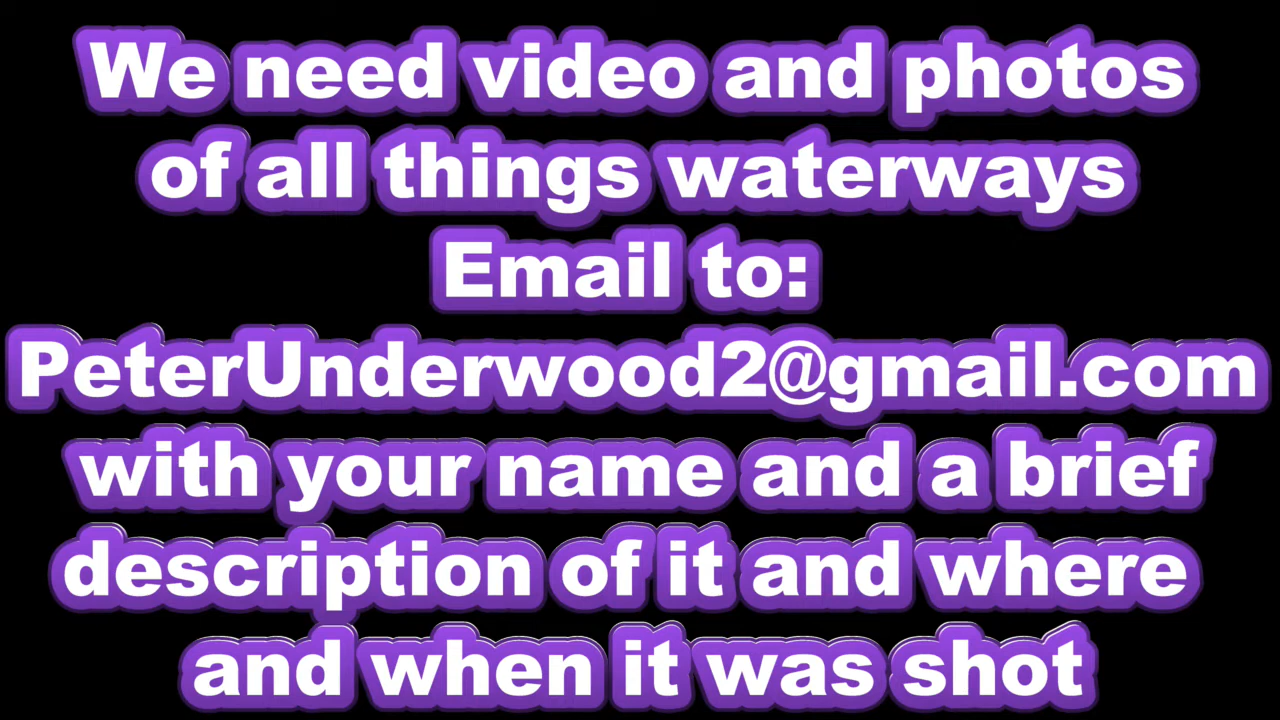 We need video and photos
of all things waterways
Email to:
PeterUnderwood2@gmail.com
with your name and a brief
description of it and where
and when it was shot